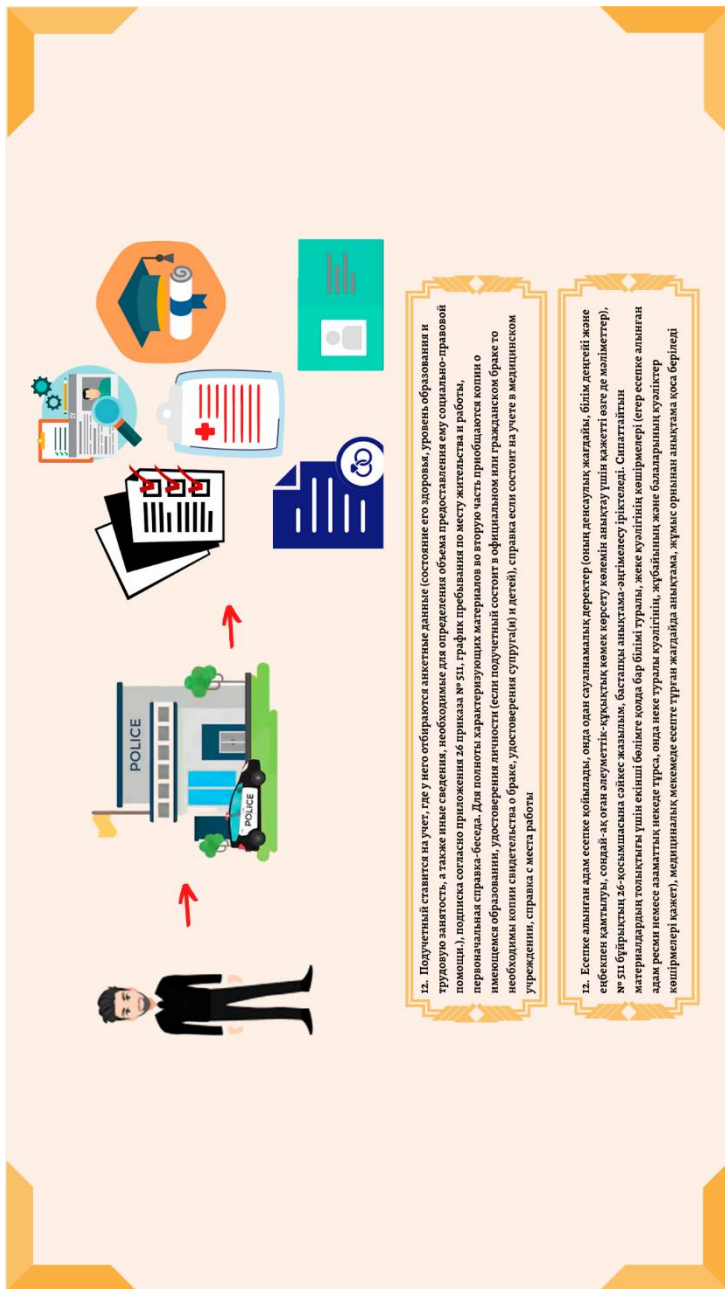 POLICE
POLICE
12. Подучетный ставится на учет, где у него отбираются анкетные данные (состояние его здоровья, уровень образования и
трудовую занятость, а также иные сведения, необходимые для определения объема предоставления ему социально-правовой
помощи.), подписка согласно приложения 26 приказа № 511, график пребывания по месту жительства и работы,
первоначальная справка-беседа. Для полноты характеризующих материалов во вторую часть приобщаются копии о
имеющемся образовании, удостоверения личности (если подучетный состоит в официальном или гражданском браке то
необходимы копии свидетельства о браке, удостоверения супруга(и) и детей), справка если состоит на учете в медицинском
учреждении, справка с места работы
12. Есепке алынған адам есепке қойылады, онда одан сауалнамалық деректер (оның денсаулық жағдайы, білім деңгейі және
еңбекпен қамтылуы, сондай-ақ оған әлеуметтік-құқықтық көмек көрсету көлемін анықтау үшін қажетті өзге де мәліметтер),
№ 511 бұйрықтың 26-қосымшасына сәйкес жазылым, бастапқы анықтама-әңгімелесу іріктеледі. Сипаттайтын
материалдардың толықтығы үшін екінші бөлімге қолда бар білімі туралы, жеке куәлігінің көшірмелері (егер есепке алынған
адам ресми немесе азаматтық некеде тұрса, онда неке туралы куәлігінің, жұбайының және балаларының куәліктер
көшірмелері қажет), медициналық мекемеде есепте тұрған жағдайда анықтама, жұмыс орнынан анықтама қоса беріледі